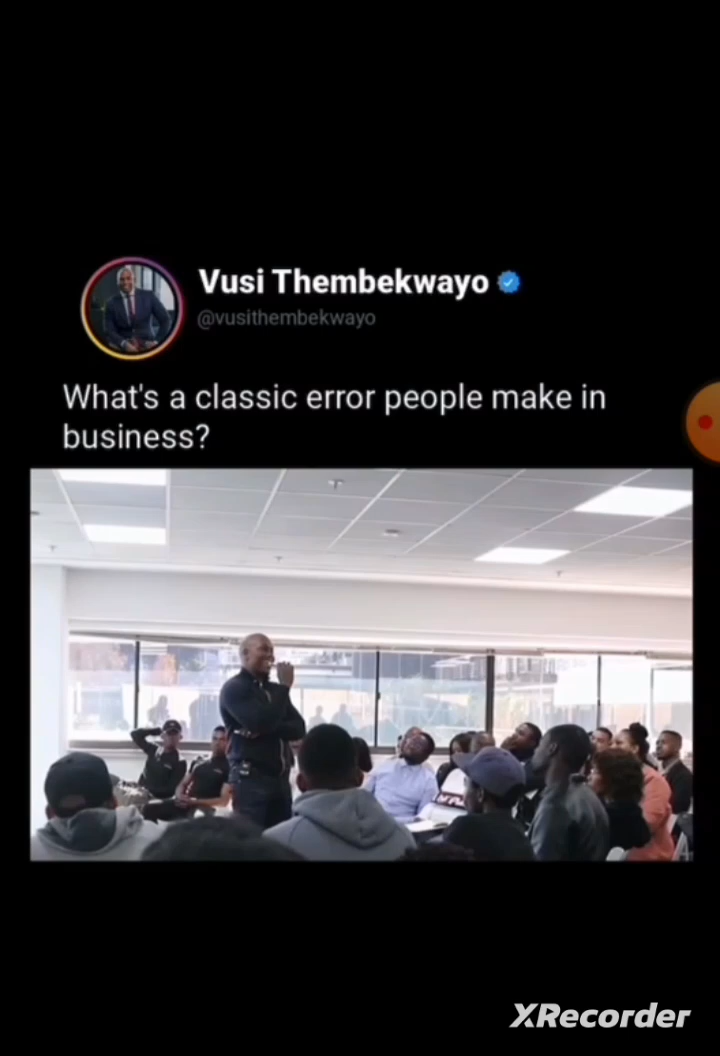 Vusi Thembekwayo
@vusithembekwayo
What's a classic error people make in
business?
XRecorder